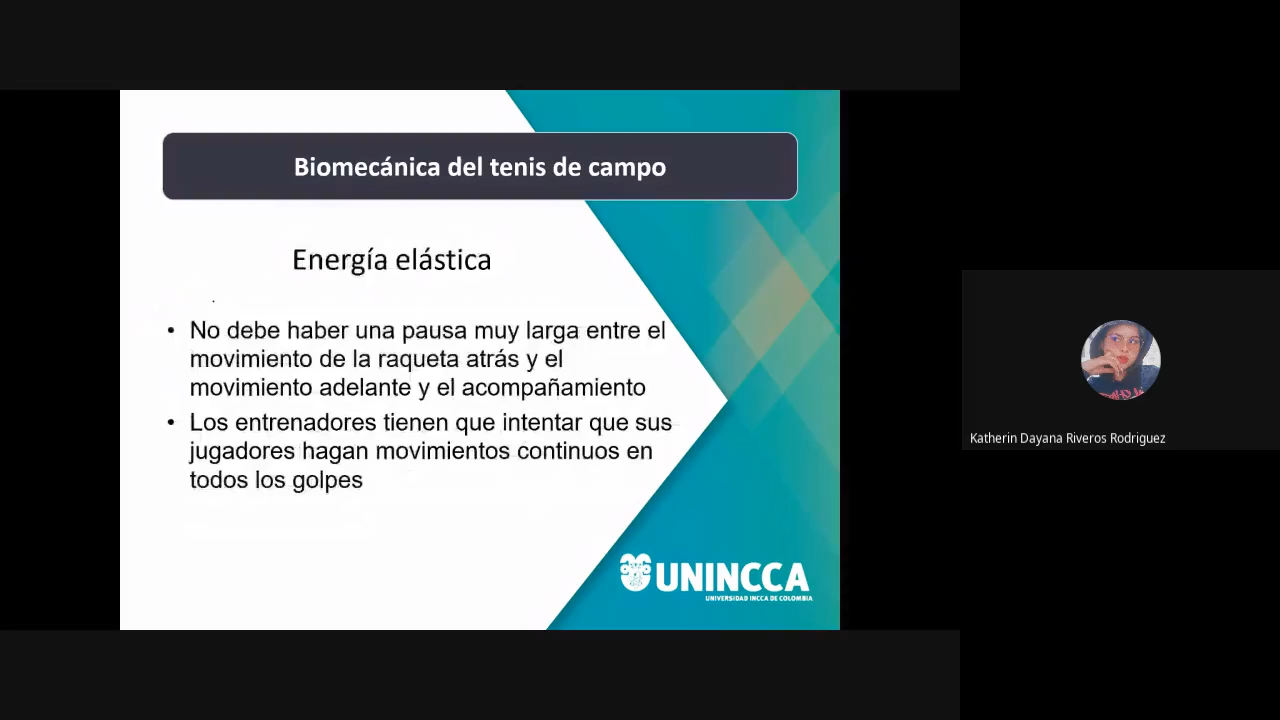 Biomecánica del tenis de campo
Energía elástica
.
• No debe haber una pausa muy larga entre el
movimiento de la raqueta atrás y el
movimiento adelante y el acompañamiento
• Los entrenadores tienen que intentar que sus
jugadores hagan movimientos continuos en
todos los golpes
UNINCCA
UNIVERSIDAD INCCA DE COLOMBIA
Katherin Dayana Riveros Rodriguez